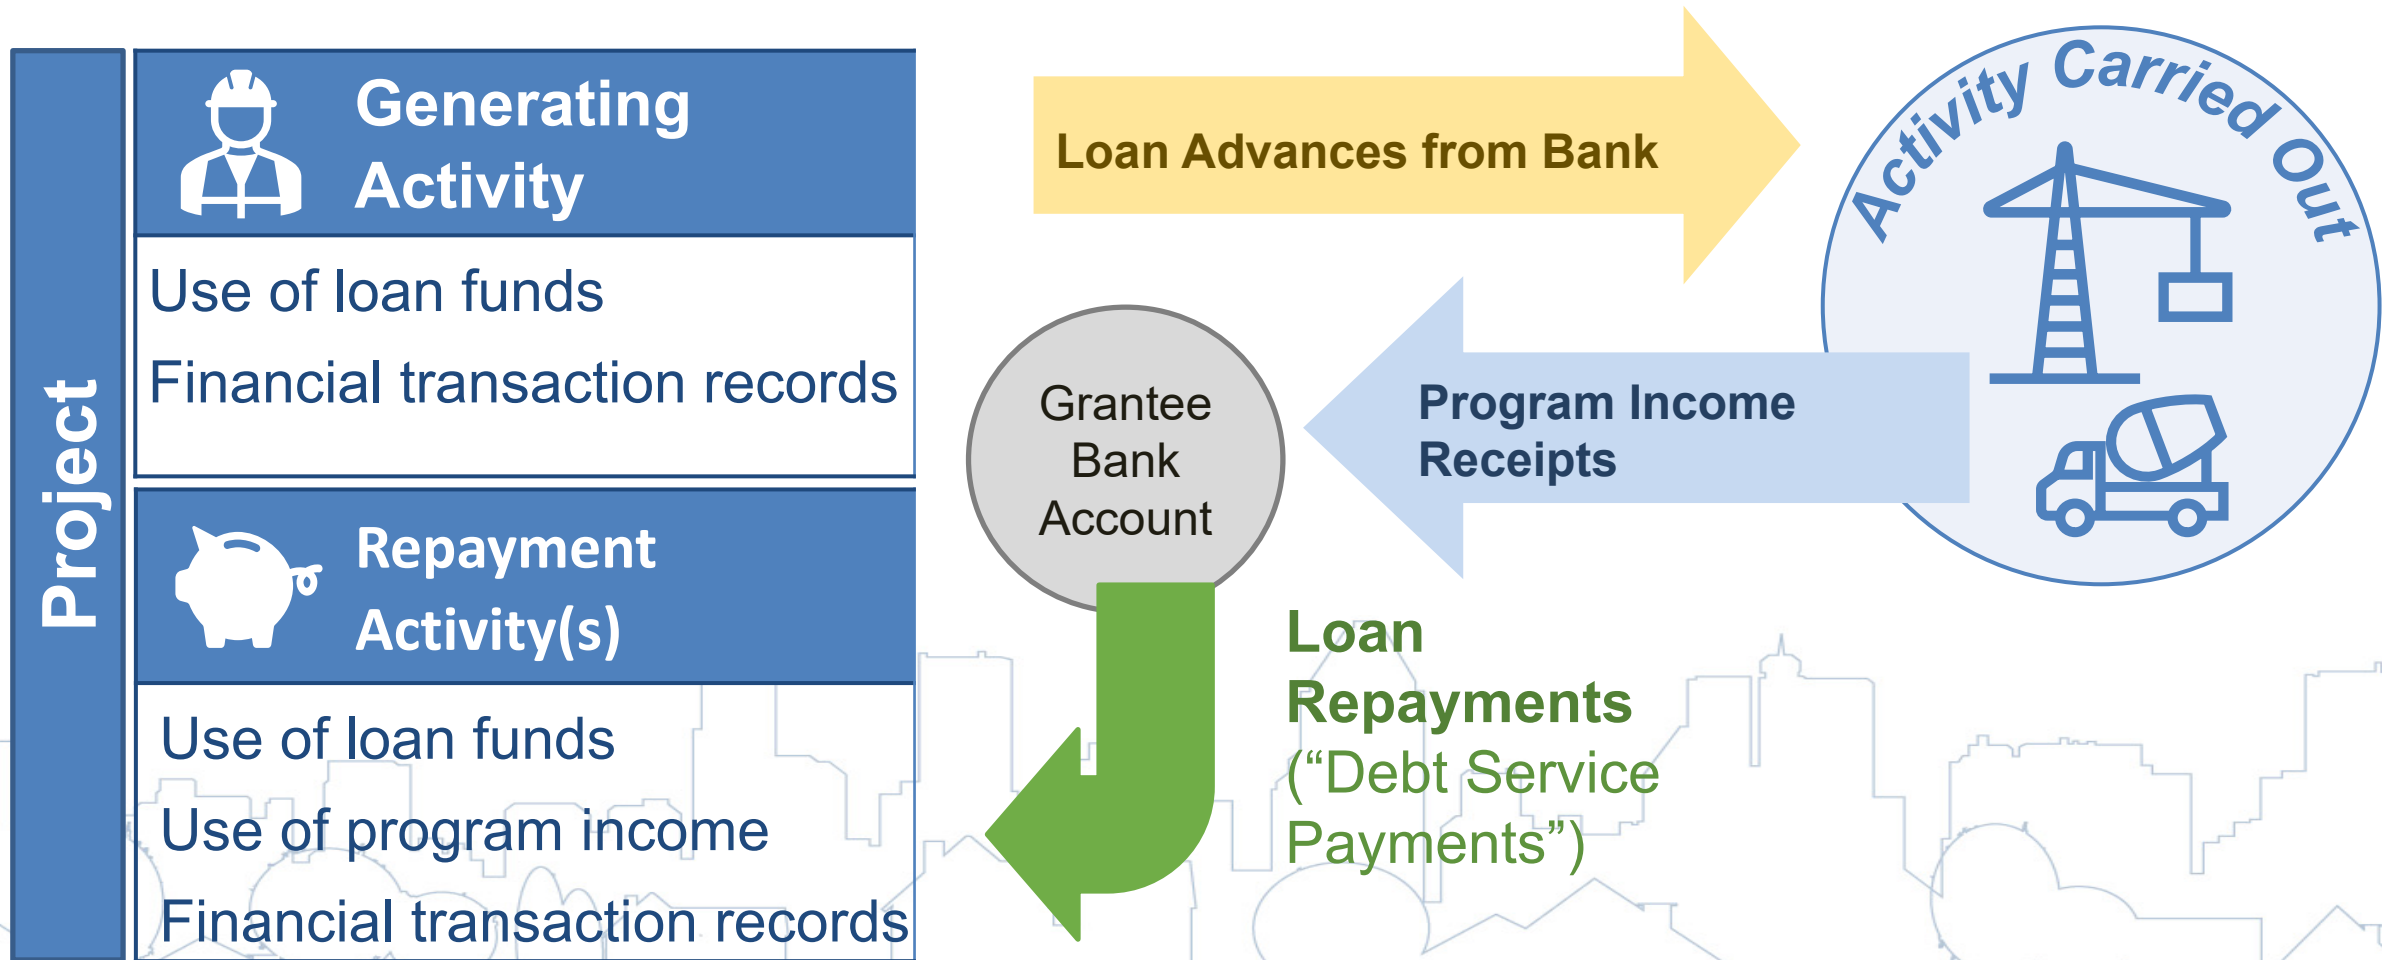 Project
Generating
Activity
Use of loan funds
Financial transaction records
Repayment
Activity(s)
Use of loan funds
Use of program income
Financial transaction records
Loan Advances from Bank
Activity Carried Out
Program Income
Receipts
Grantee
Bank
Account
Loan
Repayments
(“Debt Service
Payments”)